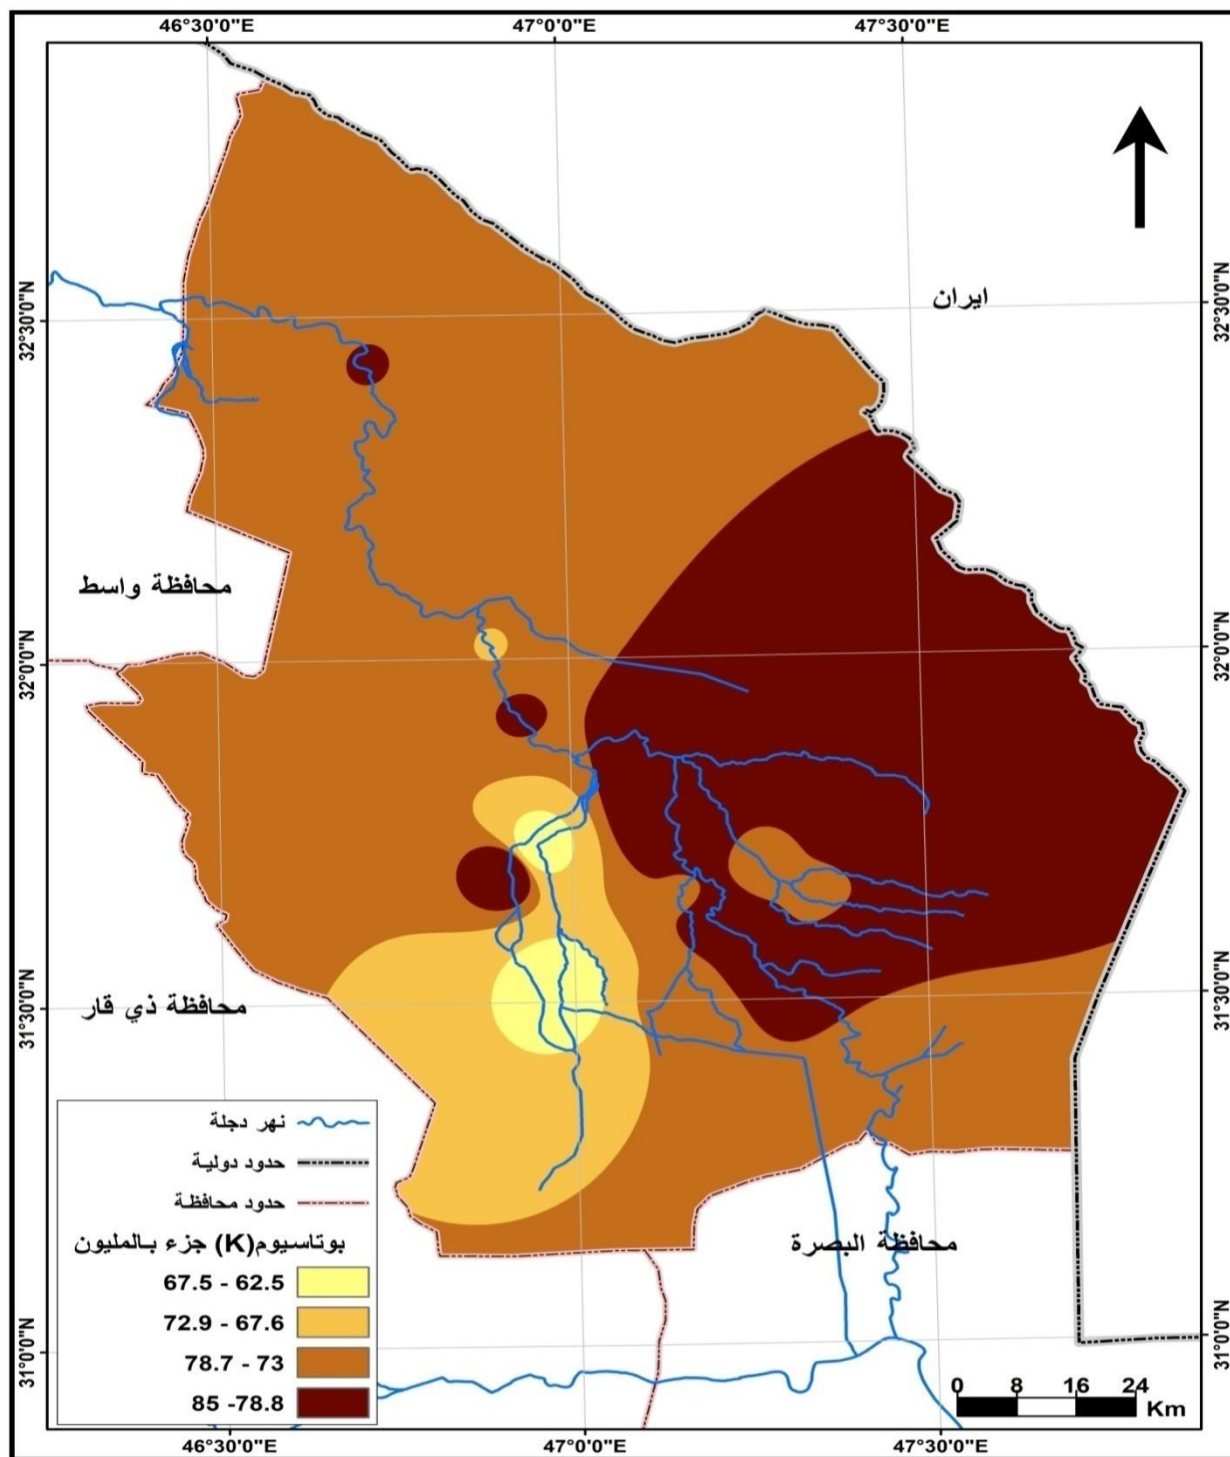 46°30'0"E
47°0'0"E
47°30'0"E
ايران
32°30'0"N
32°30'0"N
محافظة واسط
32°0'0"N
32°0'0"N
محافظة ذي قار
31°30'0"N
31°30'0"N
نهر دجلة
حدود دولية
حدود محافظة
بوتاسيوم(K) جزء بالمليون
67.5 - 62.5
72.9 - 67.6
78.7 - 73
85 -78.8
محافظة البصرة
31°0'0"N
31°0'0"N
0 8 16 24
Km
46°30'0"E
47°0'0"E
47°30'0"E